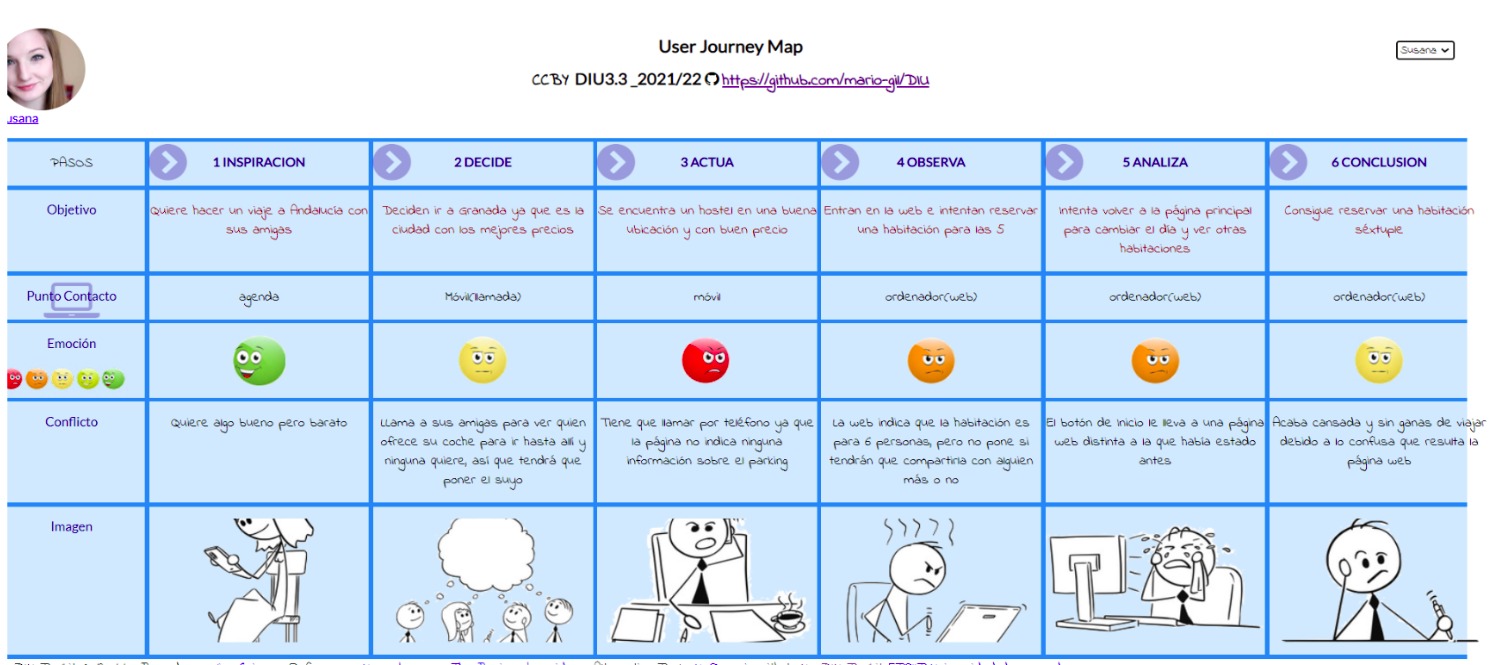 User Journey Map
Susana
CCBY DIU3.3_2021/22 https://github.com/mario-gil/DIU
usana
PASOS
1 INSPIRACION
2 DECIDE
3 ACTUA
4 OBSERVA
5 ANALIZA
6 CONCLUSION
Objetivo
Quiere hacer un viaje a Andalucía con
sus amigas
Deciden ir a Granada ya que es la
ciudad con los mejores precios
Se encuentra un hostel en una buena
ubicación y con buen precio
Entran en la web e intentan reservar
una habitación para las 5
Intenta volver a la página principal
para cambiar el día y ver otras
habitaciones
Consigue reservar una habitación
séxtuple
Punto Contacto
agenda
Móvil(llamada)
móvil
ordenador(web)
ordenador(web)
ordenador(web)
Emoción
Conflicto
Quiere algo bueno pero barato
LLama a sus amigas para ver quien
ofrece su coche para ir hasta allí y
ninguna quiere, así que tendrá que
poner el suyo
Tiene que llamar por teléfono ya que
la página no indica ninguna
información sobre el parking
La web indica que la habitación es
para 6 personas, pero no pone si
tendrán que compartirla con alguien
más o no
El botón de Inicio le lleva a una página
web distinta a la que había estado
antes
Acaba cansada y sin ganas de viajar
debido a lo confusa que resulta la
página web
Imagen